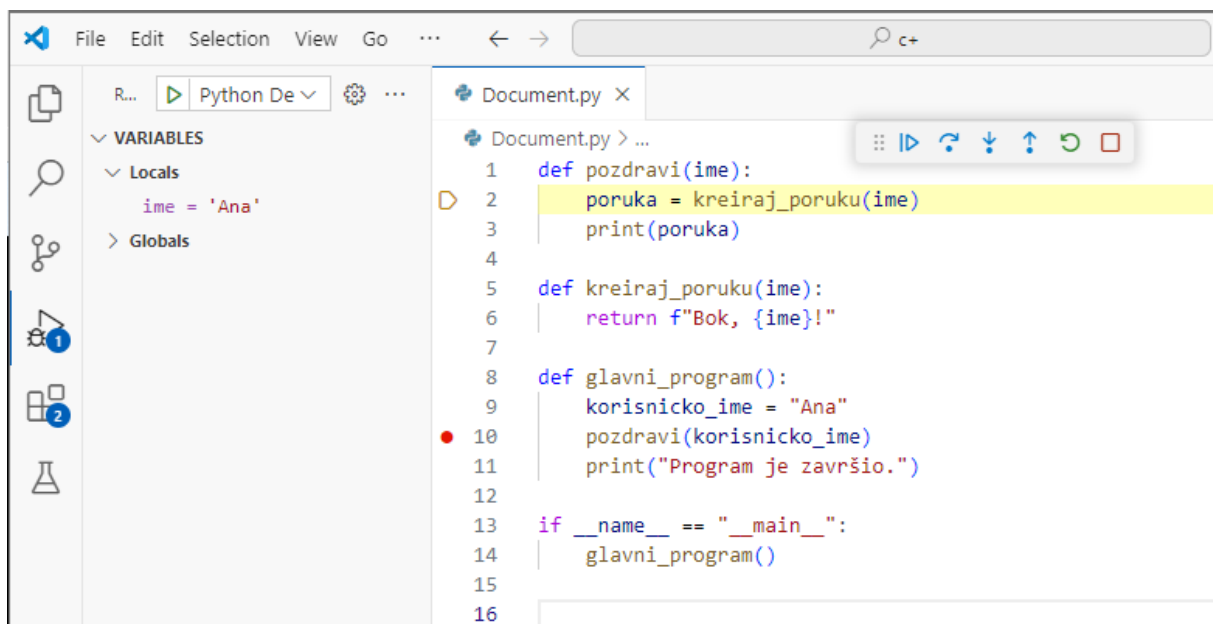 File Edit Selection View Go ··· ← → c+
R... Python De ···
VARIABLES
Locals
ime = 'Ana'
Globals
1
2
Document.py ×
Document.py > ...
1 def pozdravi(ime):
2 poruka = kreiraj_poruku(ime)
3 print(poruka)
4
5 def kreiraj_poruku(ime):
6 return f"Bok, {ime}!"
7
8 def glavni_program():
9 korisnicko_ime = "Ana"
10 pozdravi(korisnicko_ime)
11 print("Program je završio.")
12
13 if __name__ == "__main__":
14 glavni_program()
15
16